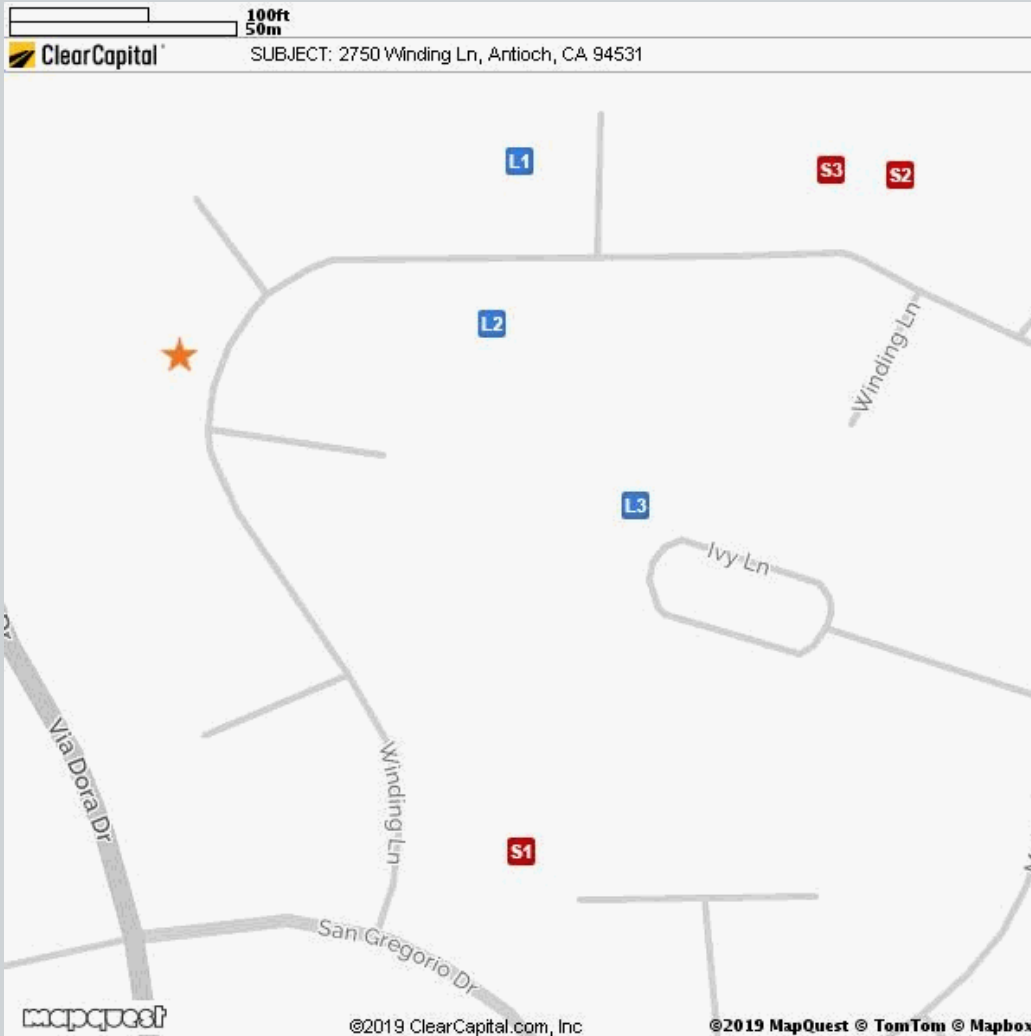 100ft
50m
ClearCapital
SUBJECT: 2750 Winding Ln, Antioch, CA 94531
L1
S3
S2
L2
Winding Ln
L3
Ivy Ln
Via Dora Dr
Winding Ln
S1
San Gregorio Dr
mapquest
©2019 ClearCapital.com, Inc
©2019 MapQuest © TomTom © Mapbox